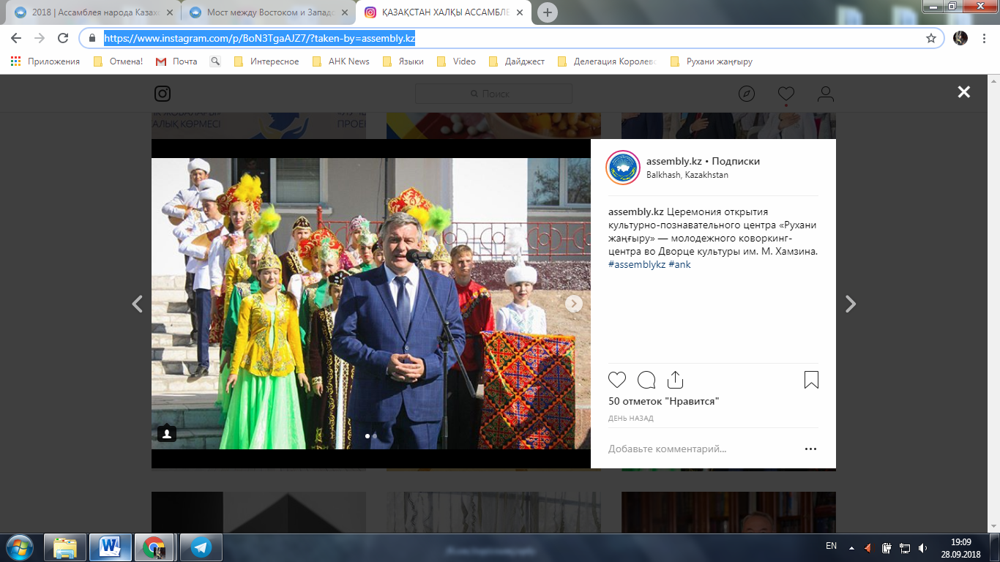 2018 | Ассамблея народа Казахс
Мост между Востоком и Западо
ҚАЗАҚСТАН ХАЛҚЫ АССАМБЛЕ
https://www.instagram.com/p/BoN3TgaAJZ7/?taken-by=assembly.kz
Приложения
Отмена!
Почта
Интересное
АНК News
Языки
Video
Дайджест
Делегация Королевс
Рухани жаңғыру
Поиск
АЛЫҚ КӨРМЕСІ
ПРОЕ
assembly.kz • Подписки
Balkhash, Kazakhstan
assembly.kz Церемония открытия
культурно-познавательного центра «Рухани
жаңғыру» — молодежного коворкинг-
центра во Дворце культуры им. М. Хамзина.
#assemblykz #ank
50 отметок "Нравится"
ДЕНЬ НАЗАД
Добавьте комментарий...
EN
19:09
28.09.2018